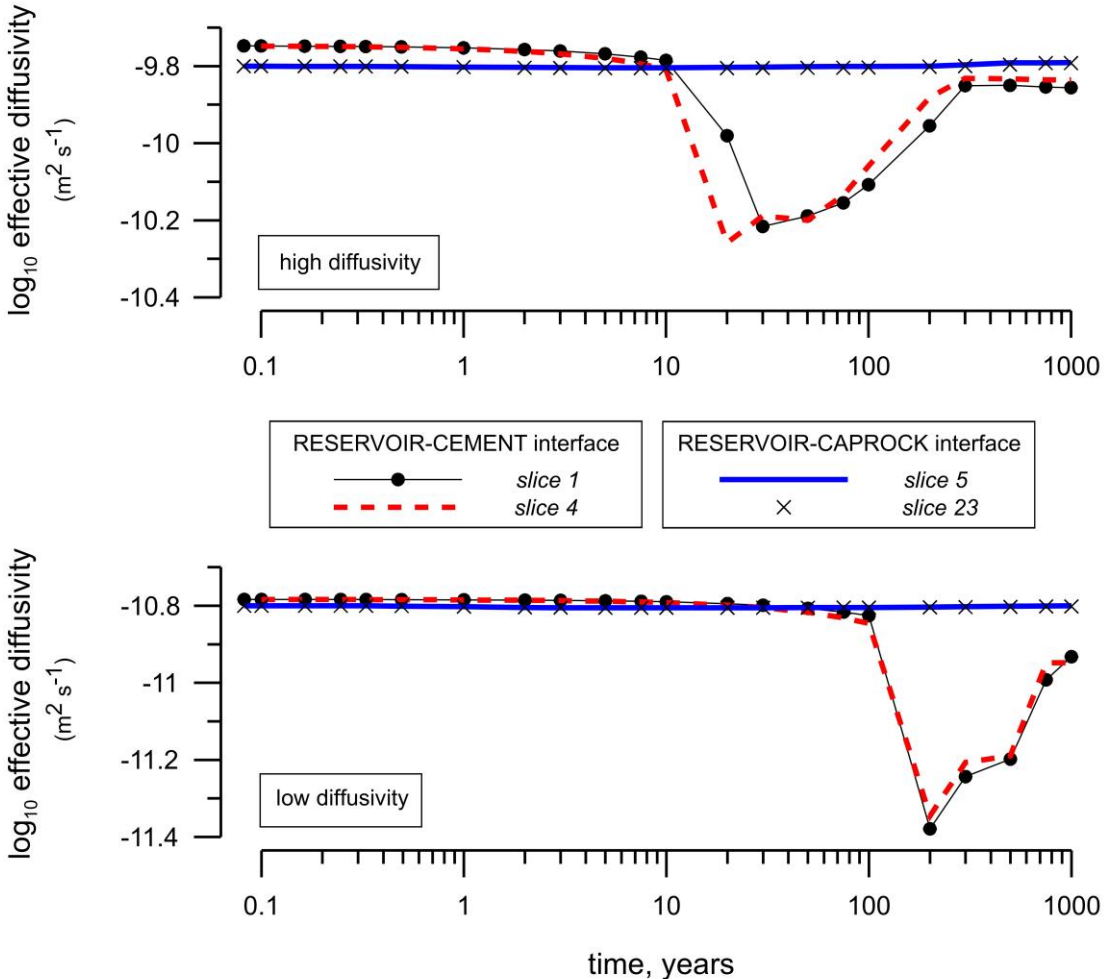 log₁₀ effective diffusivity
(m² s⁻¹)
-9.8
-10
-10.2
-10.4
high diffusivity
0.1 1 10 100 1000
RESERVOIR-CEMENT interface
slice 1
slice 4
RESERVOIR-CAPROCK interface
slice 5
slice 23
log₁₀ effective diffusivity
(m² s⁻¹)
-10.8
-11
-11.2
-11.4
low diffusivity
0.1 1 10 100 1000
time, years